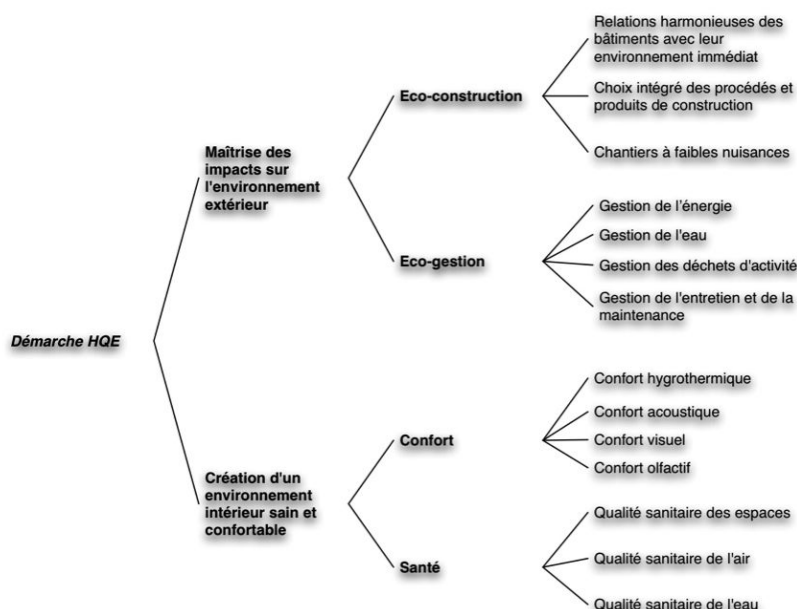 Démarche HQE
Maîtrise des
impacts sur
l'environnement
extérieur
Eco-construction
Relations harmonieuses des
bâtiments avec leur
environnement immédiat
Choix intégré des procédés et
produits de construction
Chantiers à faibles nuisances
Eco-gestion
Gestion de l'énergie
Gestion de l'eau
Gestion des déchets d'activité
Gestion de l'entretien et de la
maintenance
Création d'un
environnement
intérieur sain et
confortable
Confort
Confort hygrothermique
Confort acoustique
Confort visuel
Confort olfactif
Santé
Qualité sanitaire des espaces
Qualité sanitaire de l'air
Qualité sanitaire de l'eau